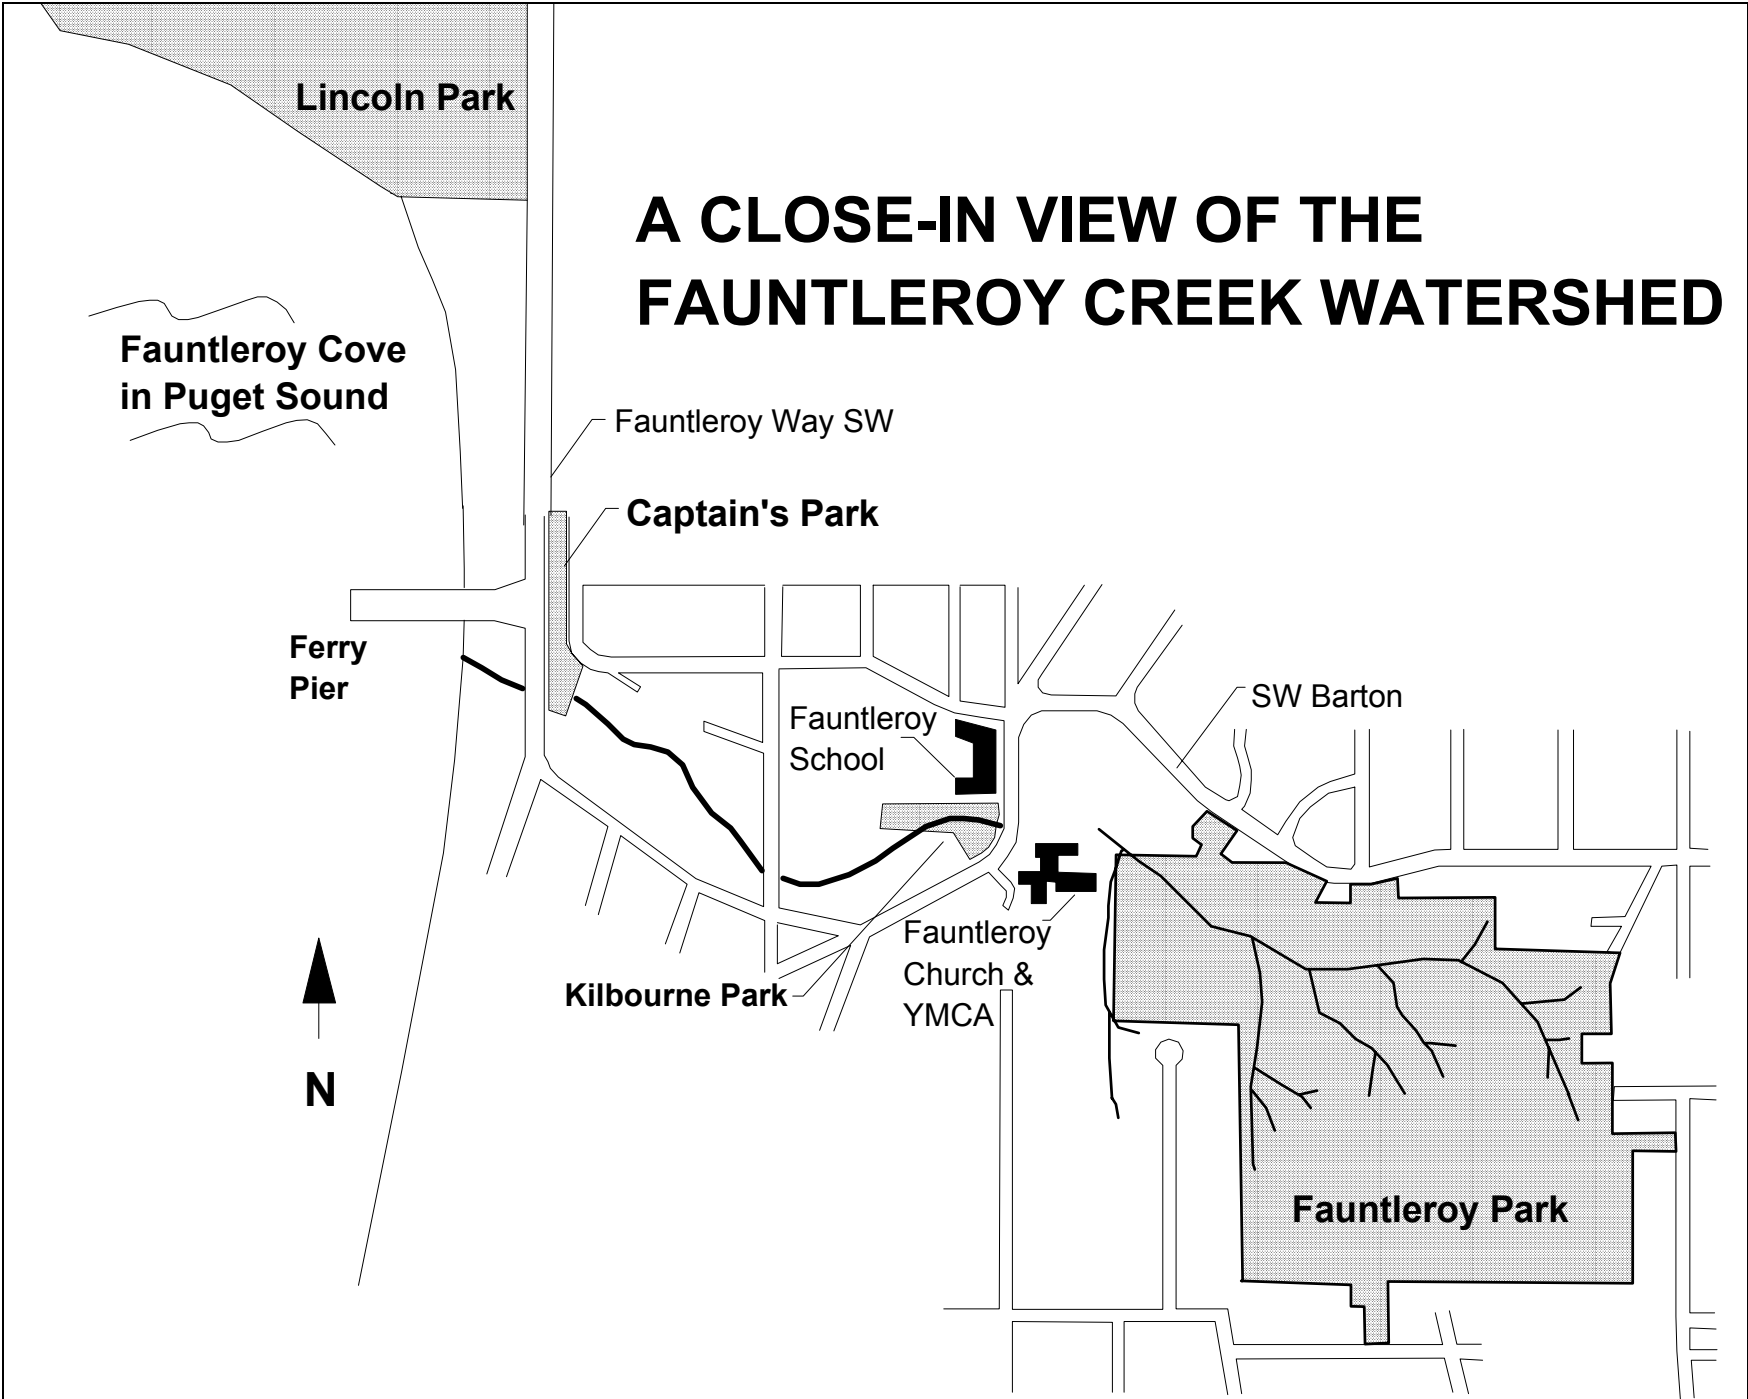 Lincoln Park
A CLOSE-IN VIEW OF THE
FAUNTLEROY CREEK WATERSHED
Fauntleroy Cove
in Puget Sound
Fauntleroy Way SW
Captain's Park
Ferry
Pier
Fauntleroy
School
SW Barton
Fauntleroy
Church &
YMCA
Kilbourne Park
N
Fauntleroy Park